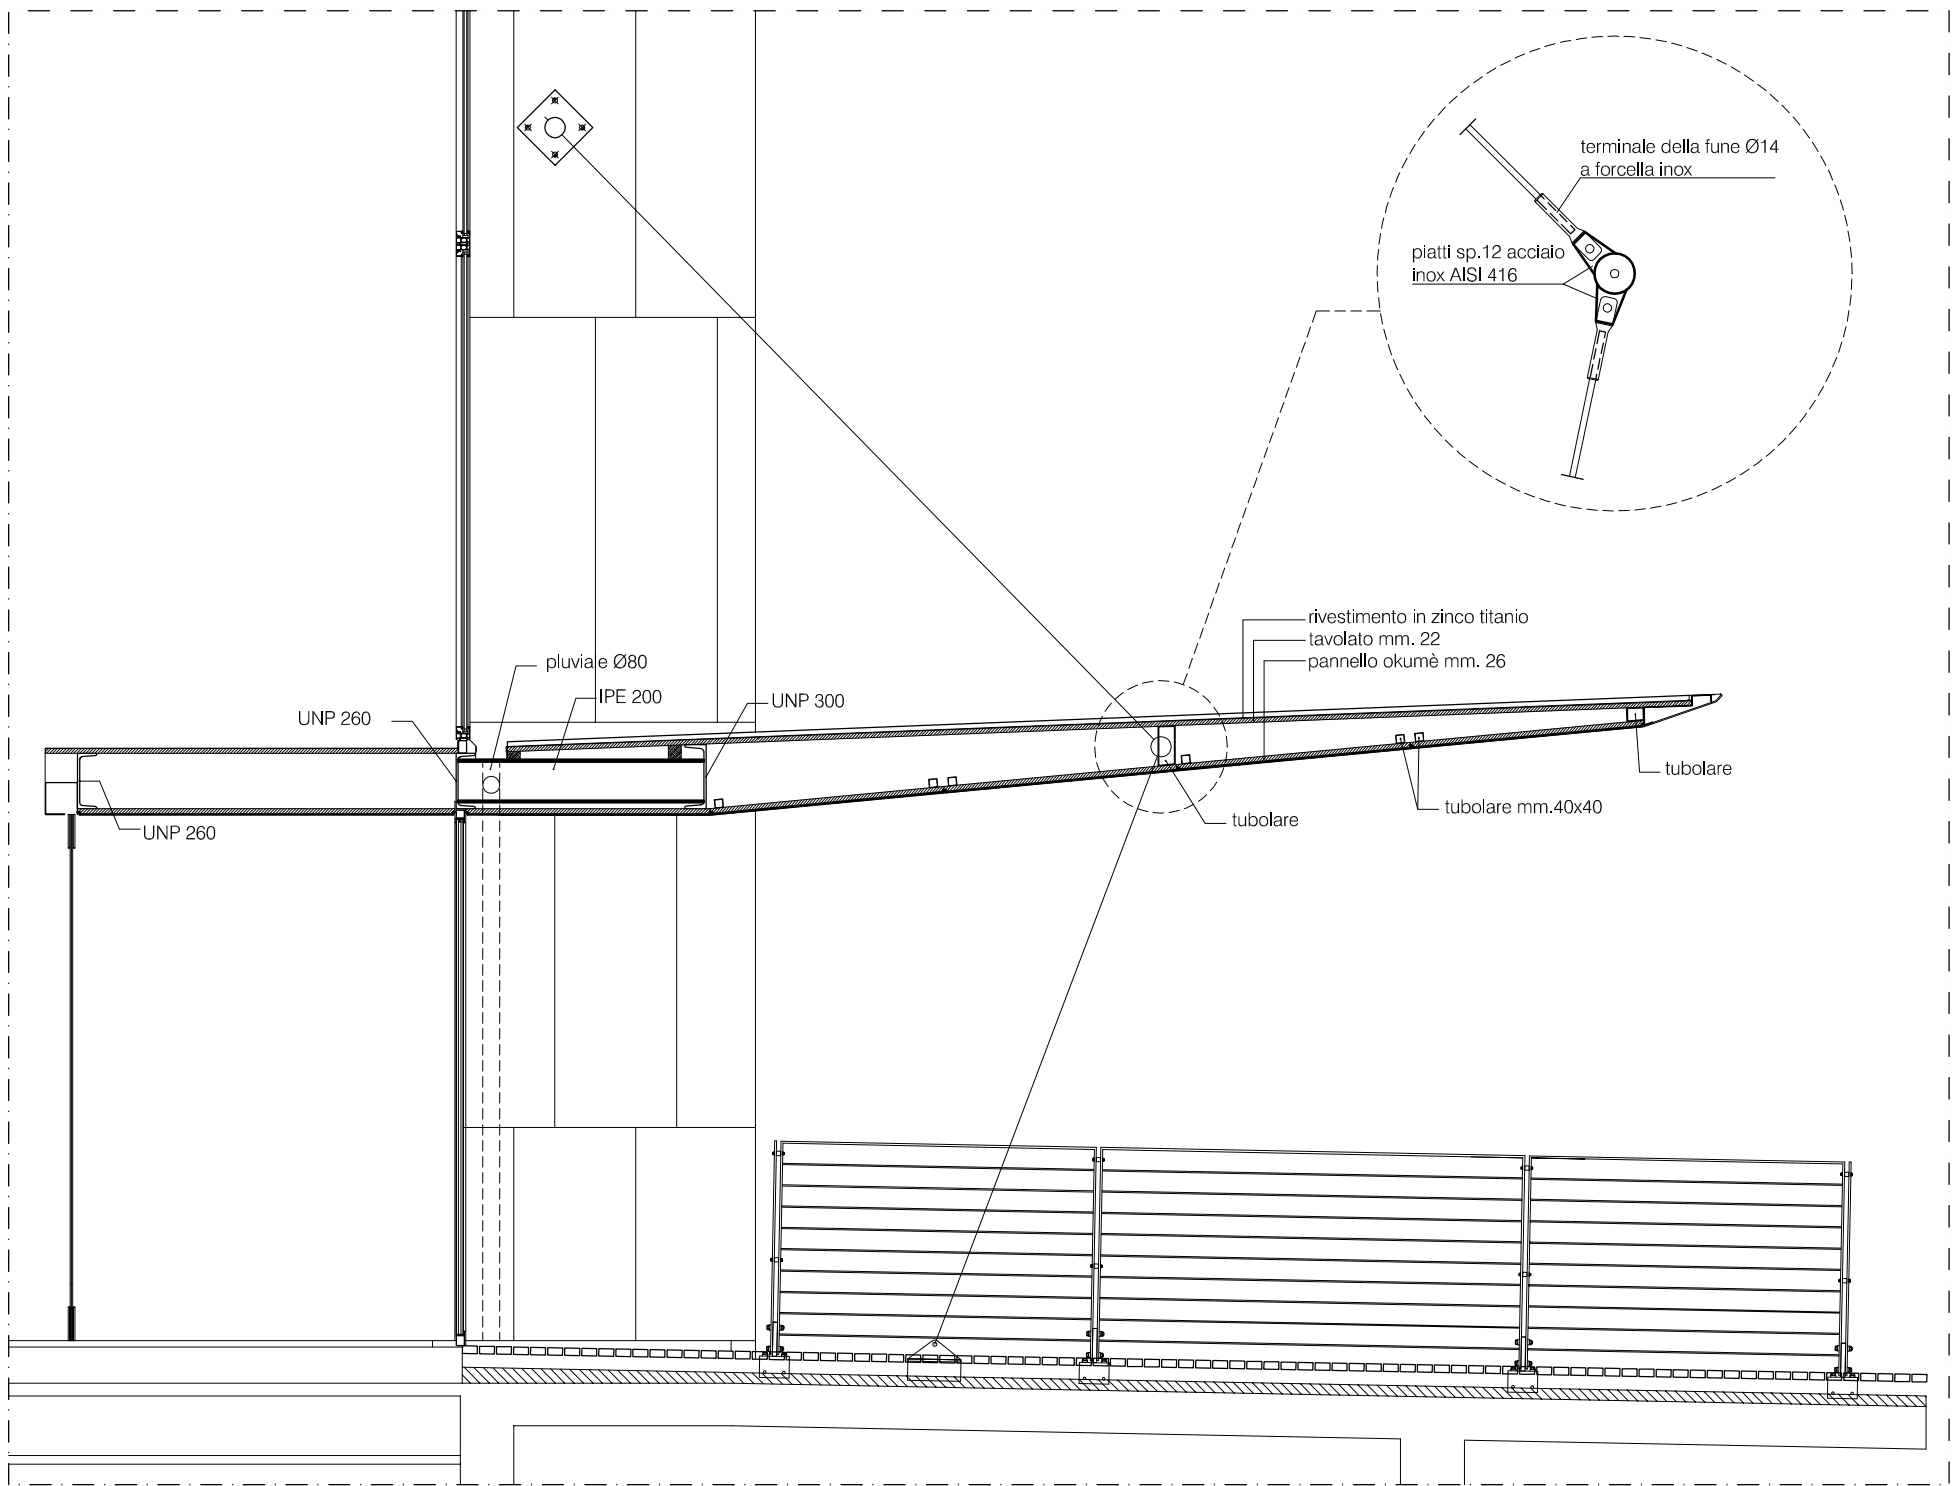 terminale della fune Ø14
a forcella inox
piatti sp.12 acciaio
inox AISI 416
rivestimento in zinco titanio
tavolato mm. 22
pannello okumè mm. 26
pluviale Ø80
IPE 200
UNP 300
UNP 260
tubolare
tubolare mm.40x40
tubolare
UNP 260